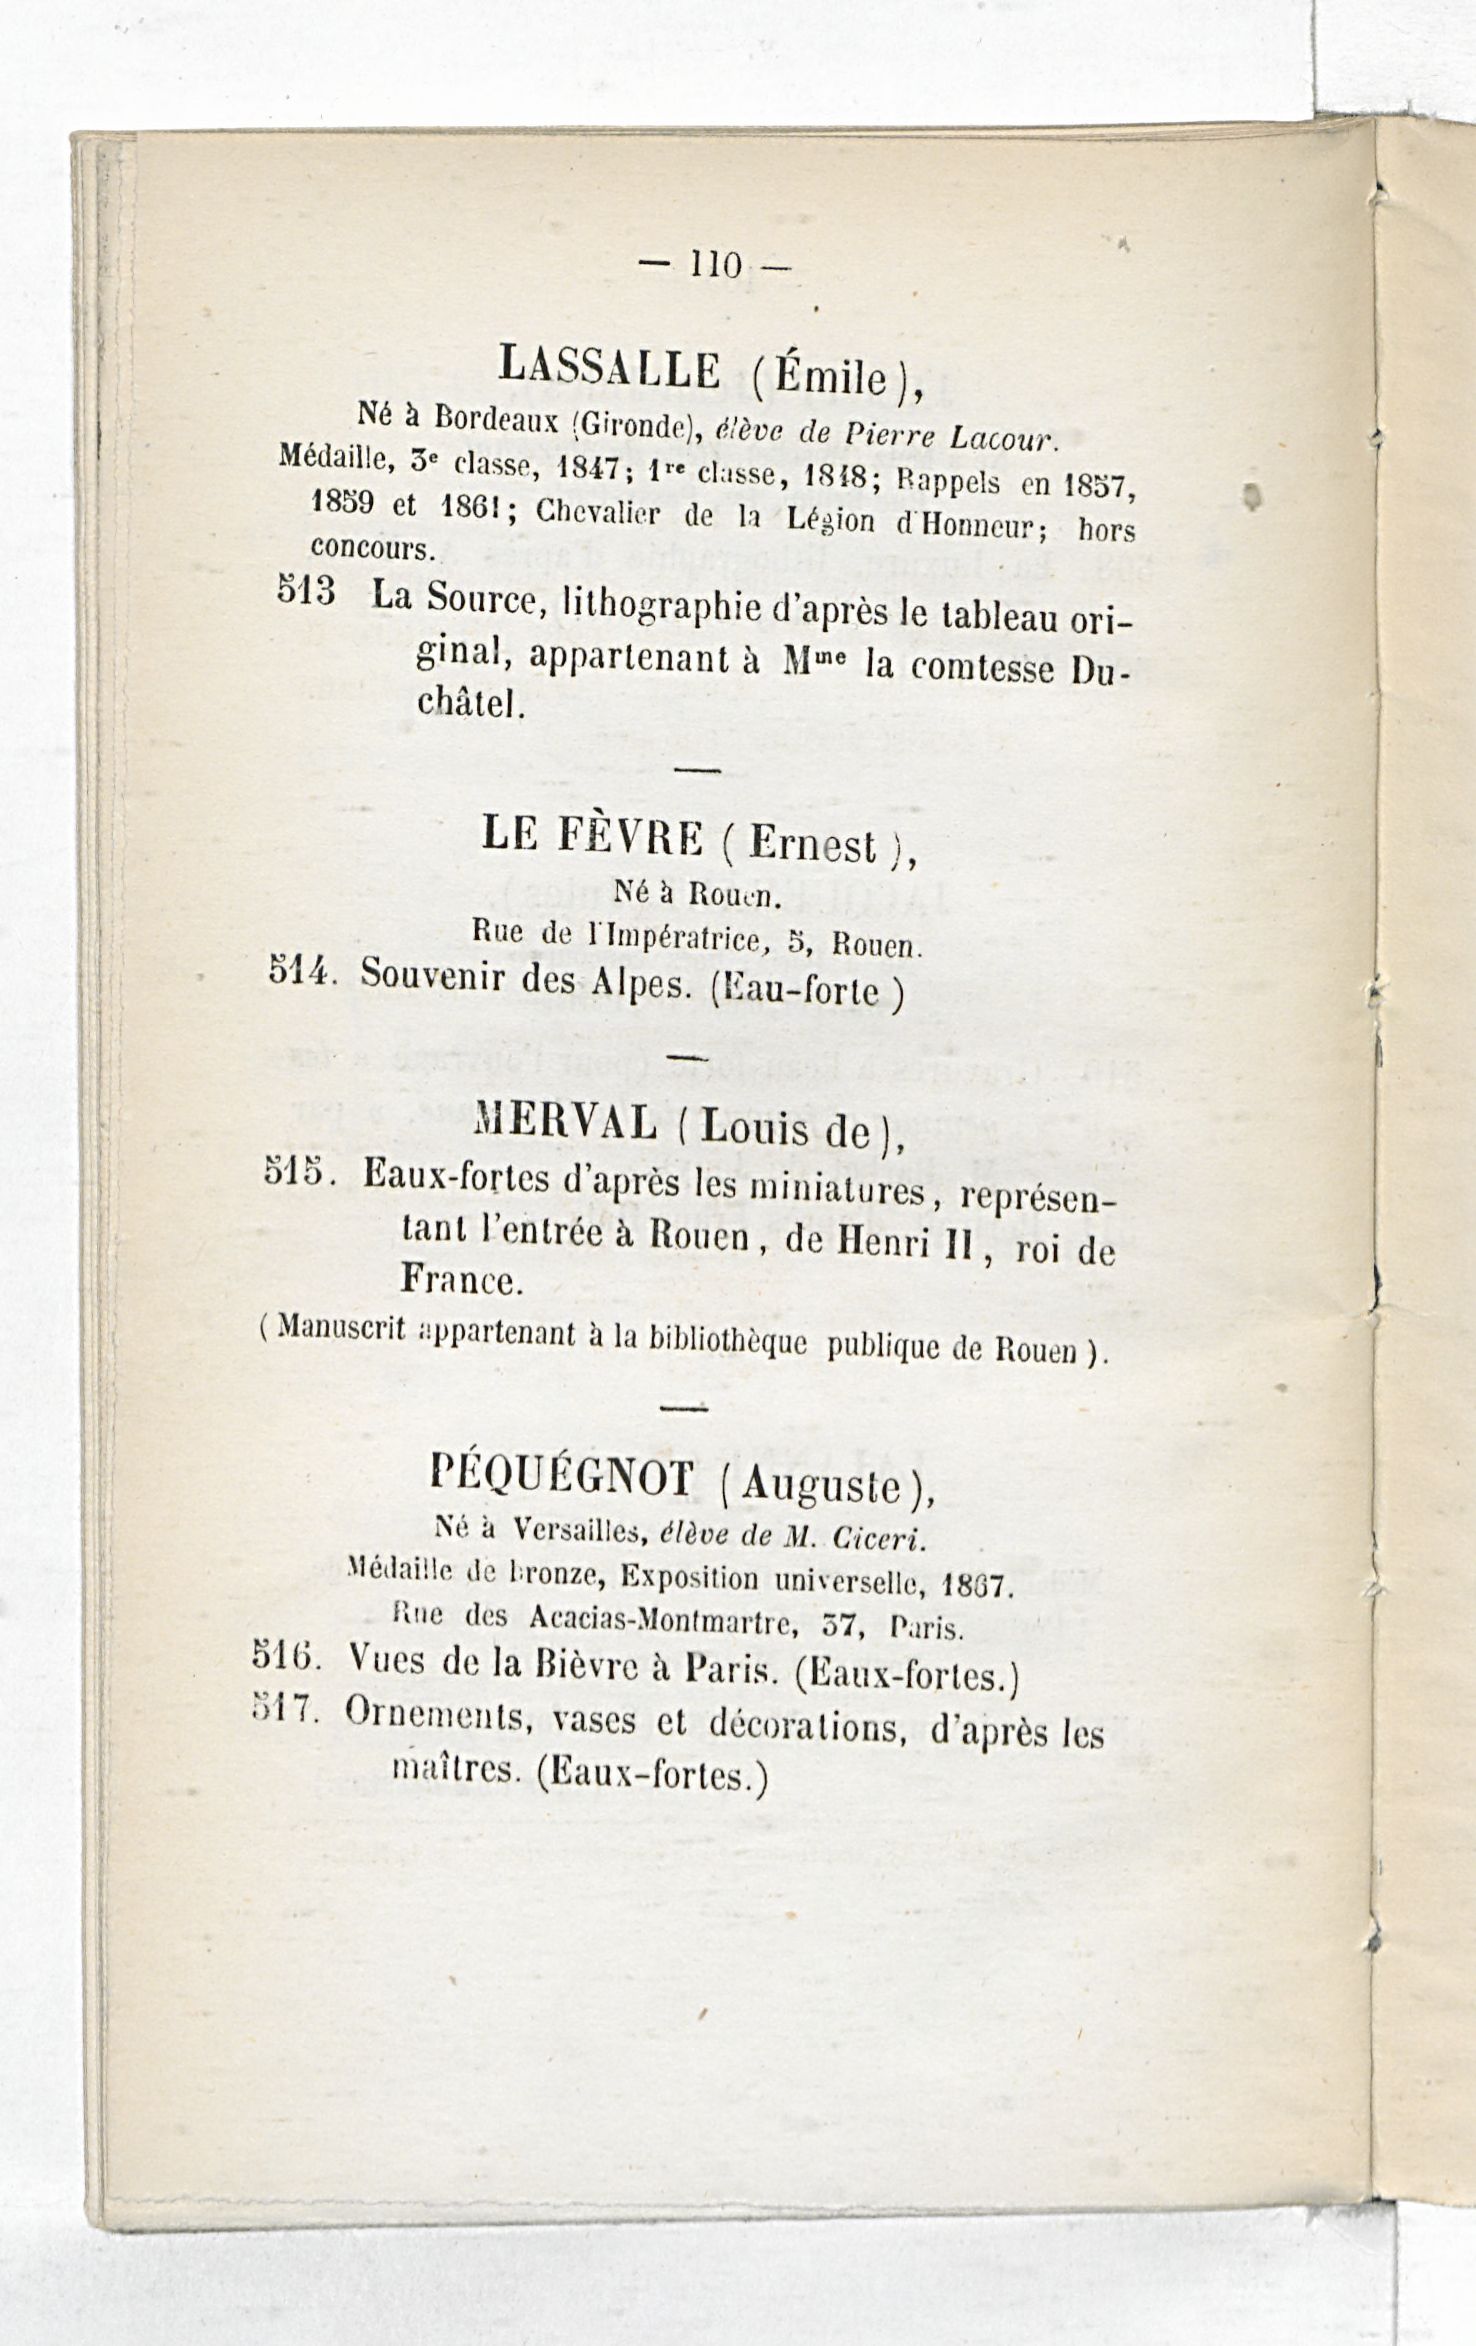 — 110 —
LASSALLE (Émile),
Né à Bordeaux (Gironde), élève de Pierre Lacour.
Médaille, 3e classe, 1847; 1re classe, 1848; Rappels en 1857,
1859 et 1861; Chevalier de la Légion d'Honneur; hors
concours.
513 La Source, lithographie d'après le tableau ori-
ginal, appartenant à Mme la comtesse Du-
châtel.
LE FÈVRE (Ernest),
Né à Rouen.
Rue de l'Impératrice, 5, Rouen.
514. Souvenir des Alpes. (Eau-forte)
MERVAL (Louis de),
515. Eaux-fortes d'après les miniatures, représen-
tant l'entrée à Rouen, de Henri II, roi de
France.
(Manuscrit appartenant à la bibliothèque publique de Rouen).
PÉQUÉGNOT (Auguste),
Né à Versailles, élève de M. Ciceri.
Médaille de bronze, Exposition universelle, 1867.
Rue des Acacias-Montmartre, 37, Paris.
516. Vues de la Bièvre à Paris. (Eaux-fortes.)
517. Ornements, vases et décorations, d'après les
maîtres. (Eaux-fortes.)